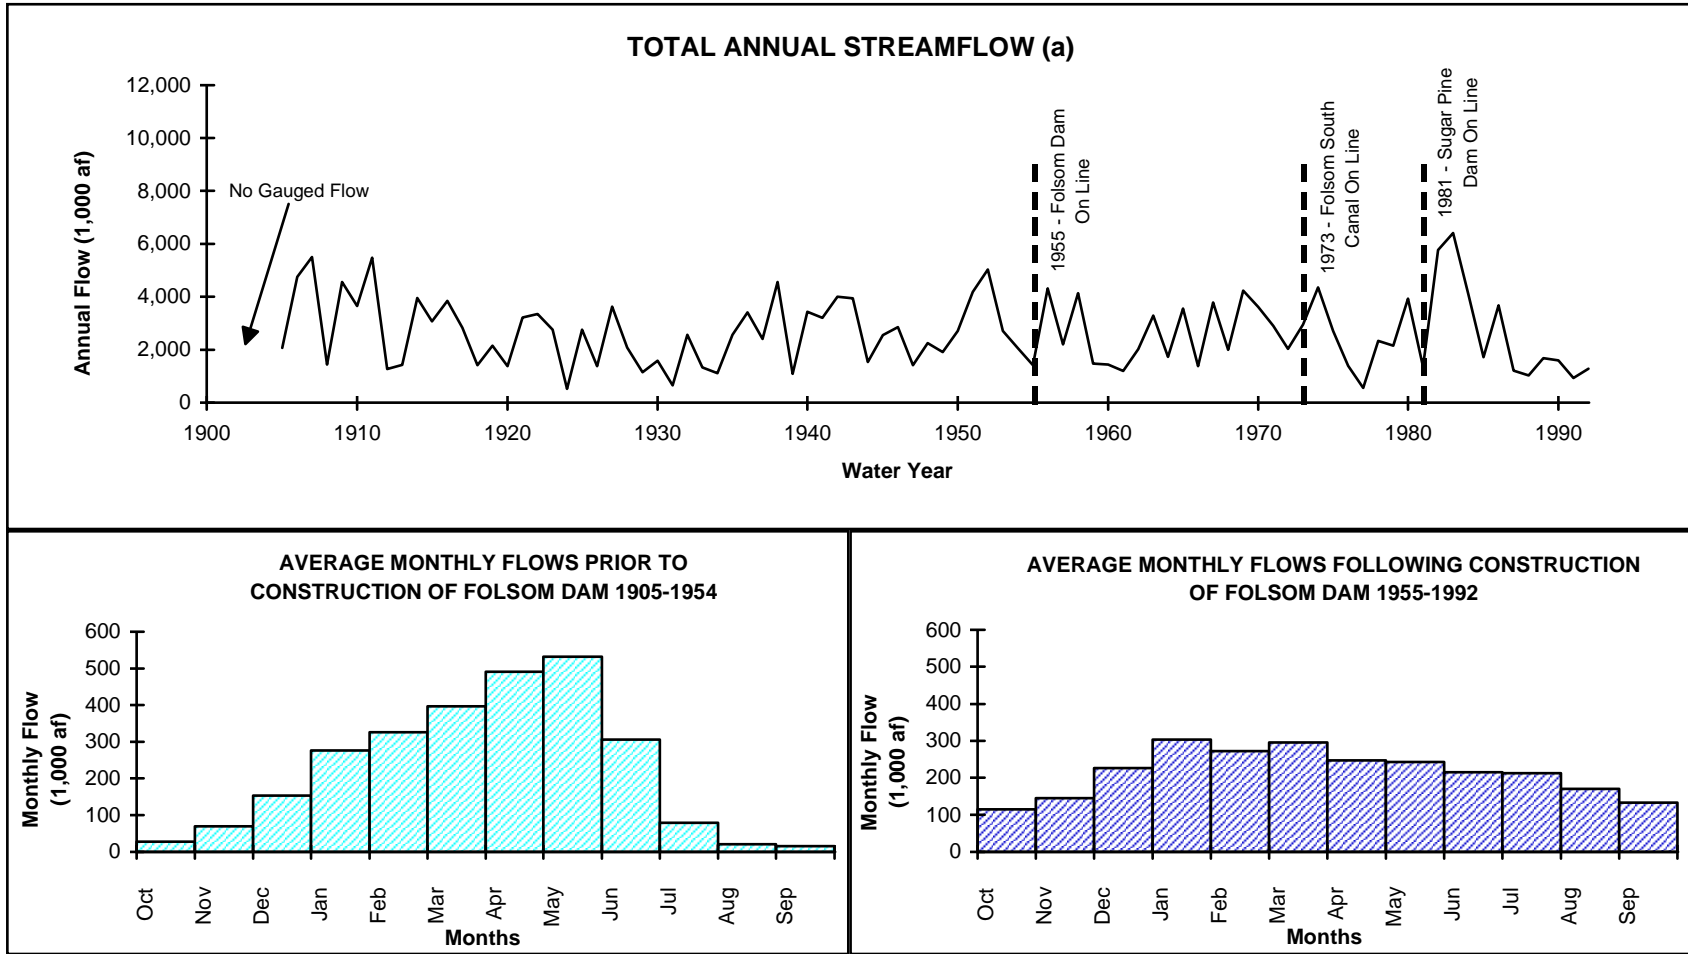 TOTAL ANNUAL STREAMFLOW (a)
12,000
10,000
8,000
6,000
4,000
2,000
0
Annual Flow (1,000 af)
No Gauged Flow
1955 - Folsom Dam
On Line
1973 - Folsom South
Canal On Line
1981 - Sugar Pine
Dam On Line
1900 1910 1920 1930 1940 1950 1960 1970 1980 1990
Water Year
AVERAGE MONTHLY FLOWS PRIOR TO
CONSTRUCTION OF FOLSOM DAM 1905-1954
600
500
400
300
200
100
0
Monthly Flow
(1,000 af)
Oct Nov Dec Jan Feb Mar Apr May Jun Jul Aug Sep
Months
AVERAGE MONTHLY FLOWS FOLLOWING CONSTRUCTION
OF FOLSOM DAM 1955-1992
600
500
400
300
200
100
0
Monthly Flow
(1,000 af)
Oct Nov Dec Jan Feb Mar Apr May Jun Jul Aug Sep
Months